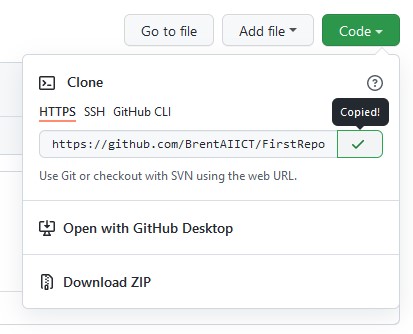 Go to file Add file Code
Clone
Copied!
HTTPS SSH GitHub CLI
https://github.com/BrentAIICT/FirstRepo
Use Git or checkout with SVN using the web URL.
Open with GitHub Desktop
Download ZIP